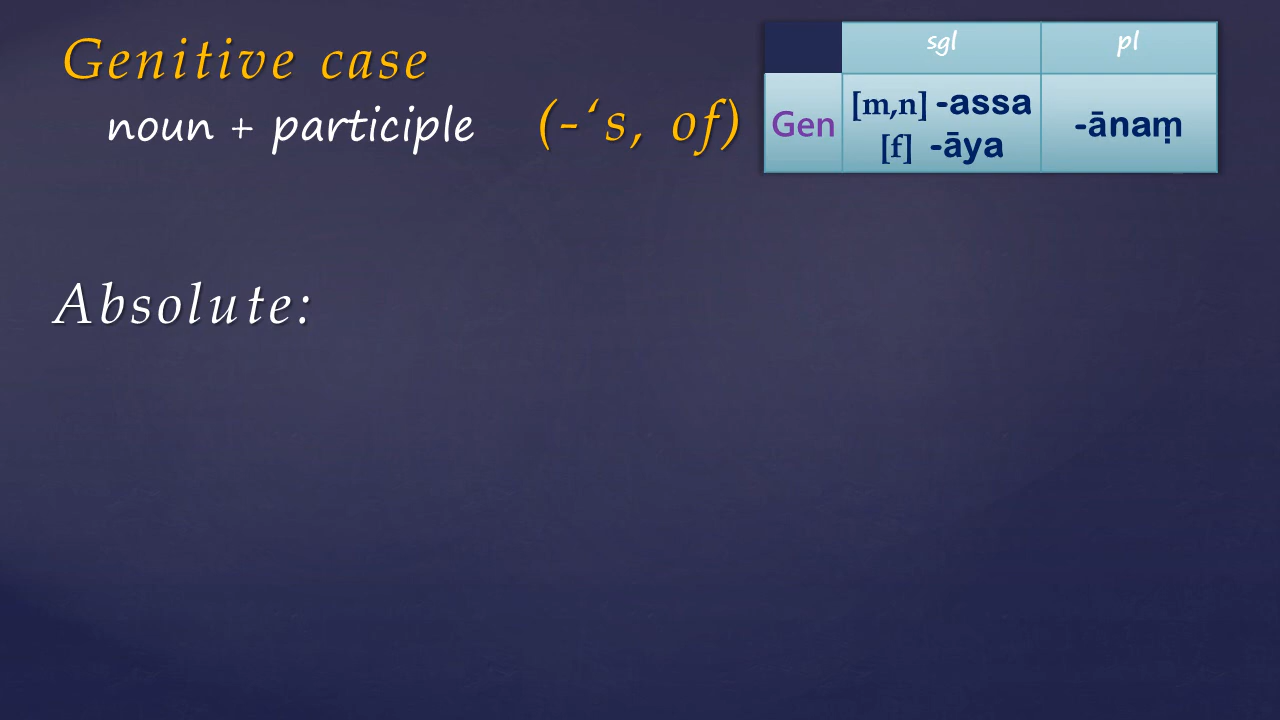 Genitive case
noun + participle (-‘s, of)
sgl pl
Gen [m,n] -assa -ānaṃ
[f] -āya
Absolute: